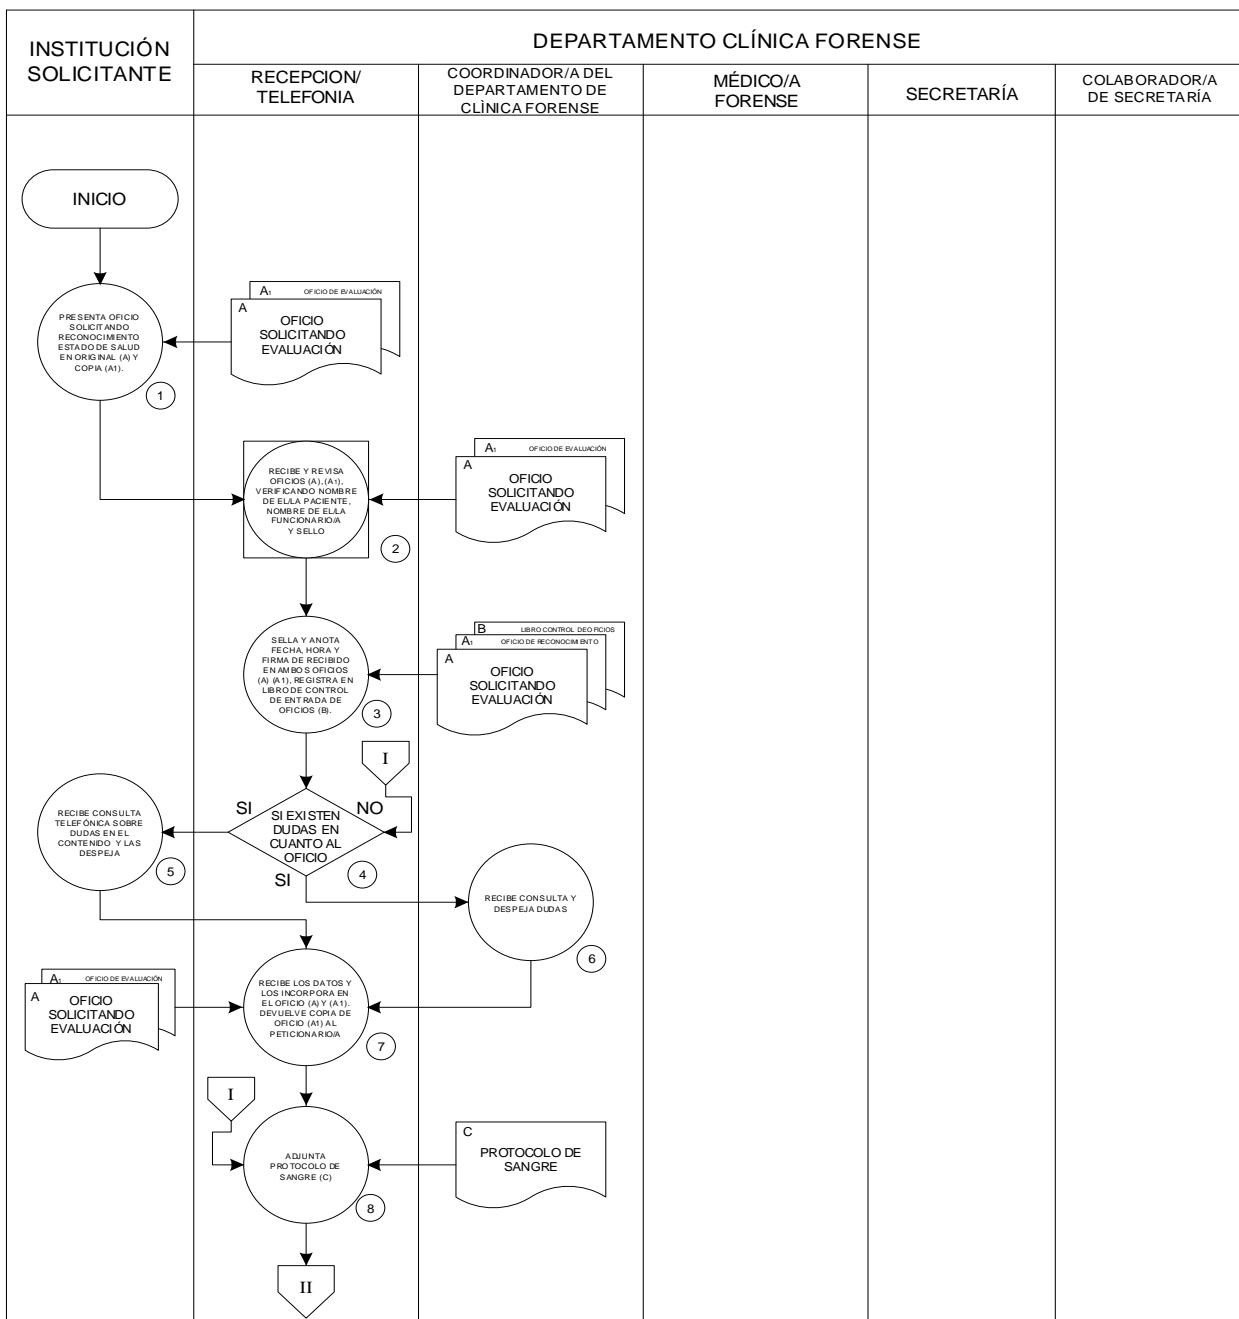 INSTITUCIÓN
SOLICITANTE
DEPARTAMENTO CLÍNICA FORENSE
RECEPCION/
TELEFONIA
COORDINADOR/A DEL
DEPARTAMENTO DE
CLÌNICA FORENSE
MÉDICO/A
FORENSE
SECRETARÍA
COLABORADOR/A
DE SECRETARÍA
INICIO
PRESENTA OFICIO
SOLICITANDO
RECONOCIMIENTO
ESTADO DE SALUD
EN ORIGINAL (A) Y
COPIA (A1).
1
A1
OFICIO DE EVALUACIÓN
A
OFICIO
SOLICITANDO
EVALUACIÓN
RECIBE Y REVISA
OFICIOS (A), (A1),
VERIFICANDO NOMBRE
DE EL/LA PACIENTE,
NOMBRE DE EL/LA
FUNCIONARIO/A
Y SELLO
2
A1
OFICIO DE EVALUACIÓN
A
OFICIO
SOLICITANDO
EVALUACIÓN
SELLA Y ANOTA
FECHA, HORA Y
FIRMA DE RECIBIDO
EN AMBOS OFICIOS
(A) (A1), REGISTRA EN
LIBRO DE CONTROL
DE ENTRADA DE
OFICIOS (B).
3
B
LIBRO CONTROL DE OFICIOS
A1
OFICIO DE RECONOCIMIENTO
A
OFICIO
SOLICITANDO
EVALUACIÓN
I
SI
NO
SI EXISTEN
DUDAS EN
CUANTO AL
OFICIO
SI
4
RECIBE CONSULTA
TELEFÓNICA SOBRE
DUDAS EN EL
CONTENIDO Y LAS
DESPEJA
5
RECIBE CONSULTA Y
DESPEJA DUDAS
6
A1
OFICIO DE EVALUACIÓN
A
OFICIO
SOLICITANDO
EVALUACIÓN
RECIBE LOS DATOS Y
LOS INCORPORA EN
EL OFICIO (A) Y (A1).
DEVUELVE COPIA DE
OFICIO (A1) AL
PETICIONARIO/A
7
I
ADJUNTA
PROTOCOLO DE
SANGRE (C)
8
C
PROTOCOLO DE
SANGRE
II